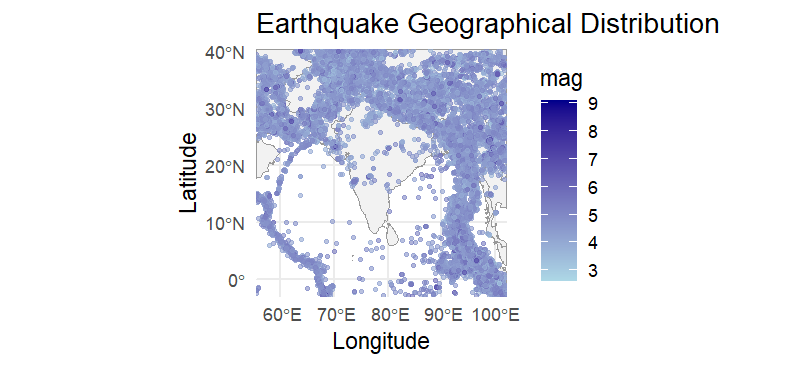 Earthquake Geographical Distribution
40°N
30°N
20°N
10°N
0°
Latitude
60°E 70°E 80°E 90°E 100°E
Longitude
mag
9
8
7
6
5
4
3